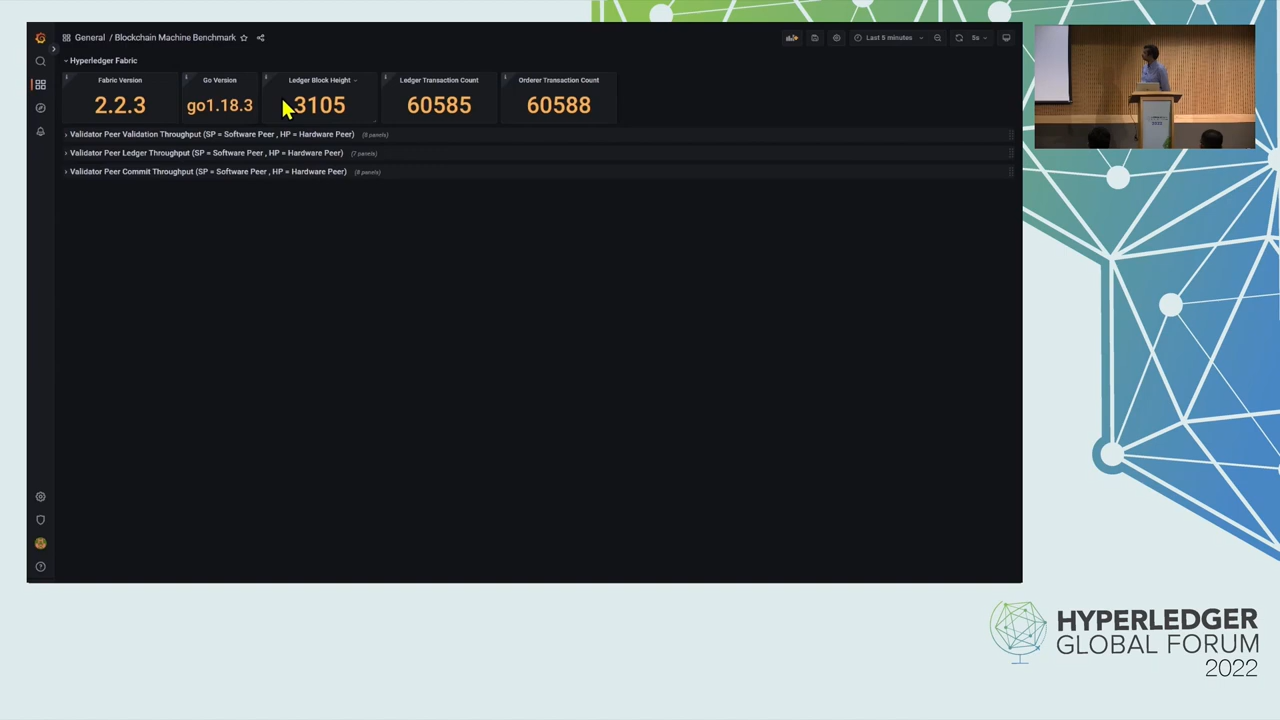 General / Blockchain Machine Benchmark
Last 5 minutes
5s
Hyperledger Fabric
Fabric Version
2.2.3
Go Version
go1.18.3
Ledger Block Height
3105
Ledger Transaction Count
60585
Orderer Transaction Count
60588
Validator Peer Validation Throughput (SP = Software Peer , HP = Hardware Peer)
Validator Peer Ledger Throughput (SP = Software Peer , HP = Hardware Peer) (7 panels)
Validator Peer Commit Throughput (SP = Software Peer , HP = Hardware Peer)
HYPERLEDGER
GLOBAL FORUM
2022